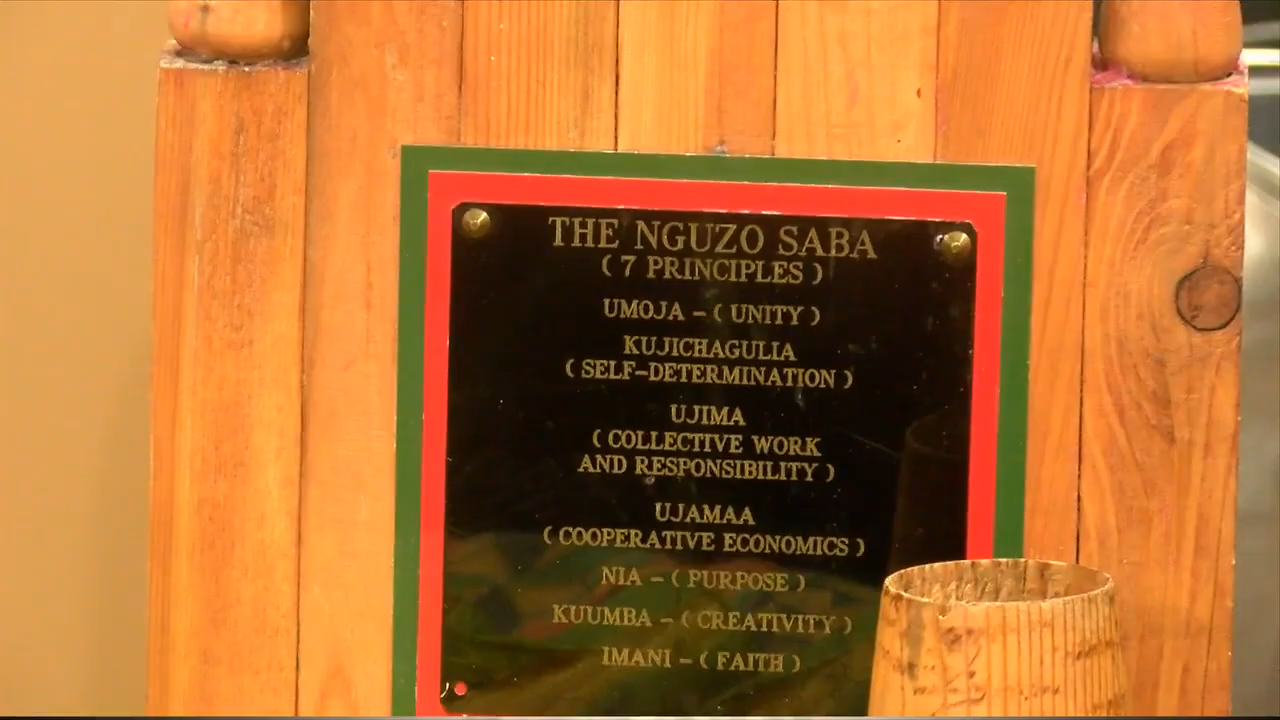 THE NGUZO SABA
( 7 PRINCIPLES )
UMOJA - ( UNITY )
KUJICHAGULIA
( SELF-DETERMINATION )
UJIMA
( COLLECTIVE WORK
AND RESPONSIBILITY )
UJAMAA
( COOPERATIVE ECONOMICS )
NIA - ( PURPOSE )
KUUMBA - ( CREATIVITY )
IMANI - ( FAITH )